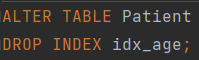 ALTER TABLE Patient
DROP INDEX idx_age;